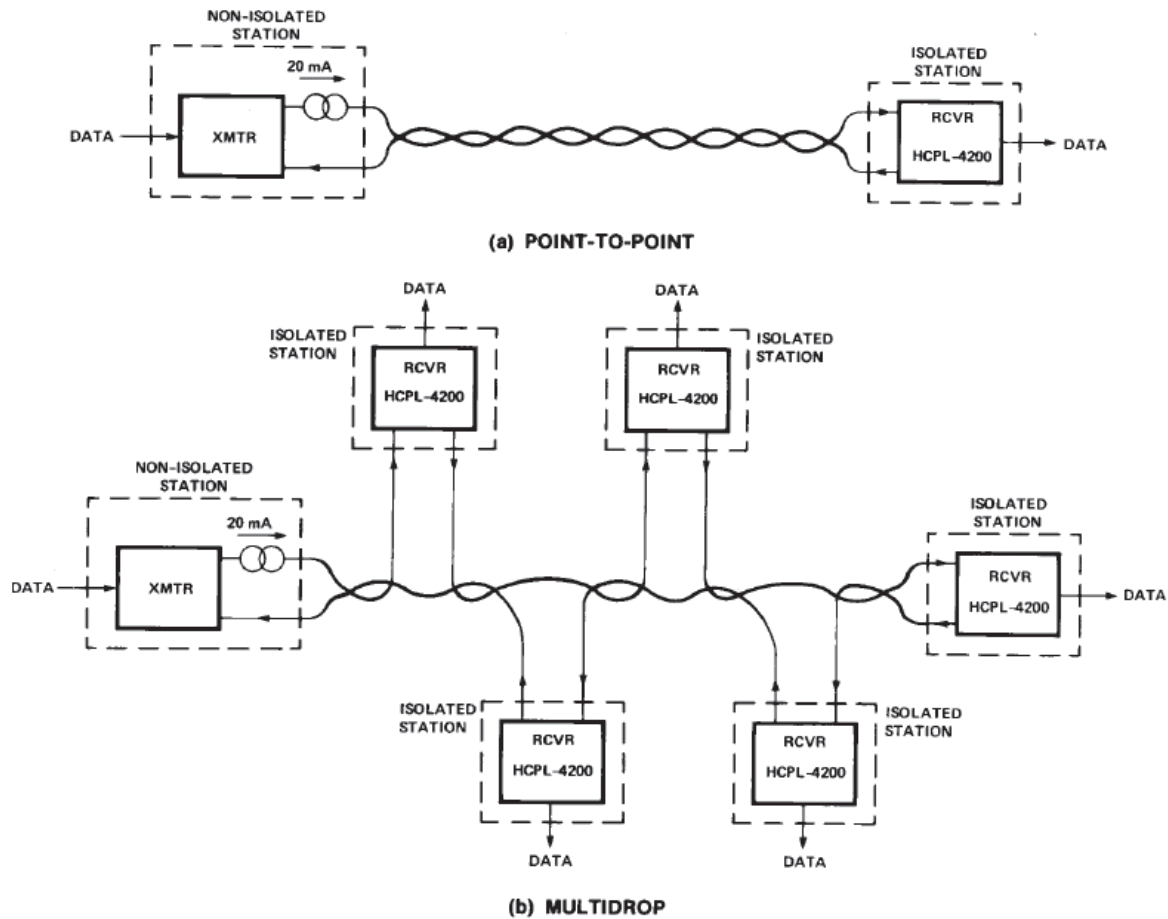 NON-ISOLATED
STATION
20 mA
DATA
XMTR
ISOLATED
STATION
RCVR
HCPL-4200
DATA
(a) POINT-TO-POINT
DATA
ISOLATED
STATION
RCVR
HCPL-4200
DATA
ISOLATED
STATION
RCVR
HCPL-4200
NON-ISOLATED
STATION
20 mA
DATA
XMTR
ISOLATED
STATION
RCVR
HCPL-4200
DATA
ISOLATED
STATION
RCVR
HCPL-4200
DATA
ISOLATED
STATION
RCVR
HCPL-4200
DATA
(b) MULTIDROP